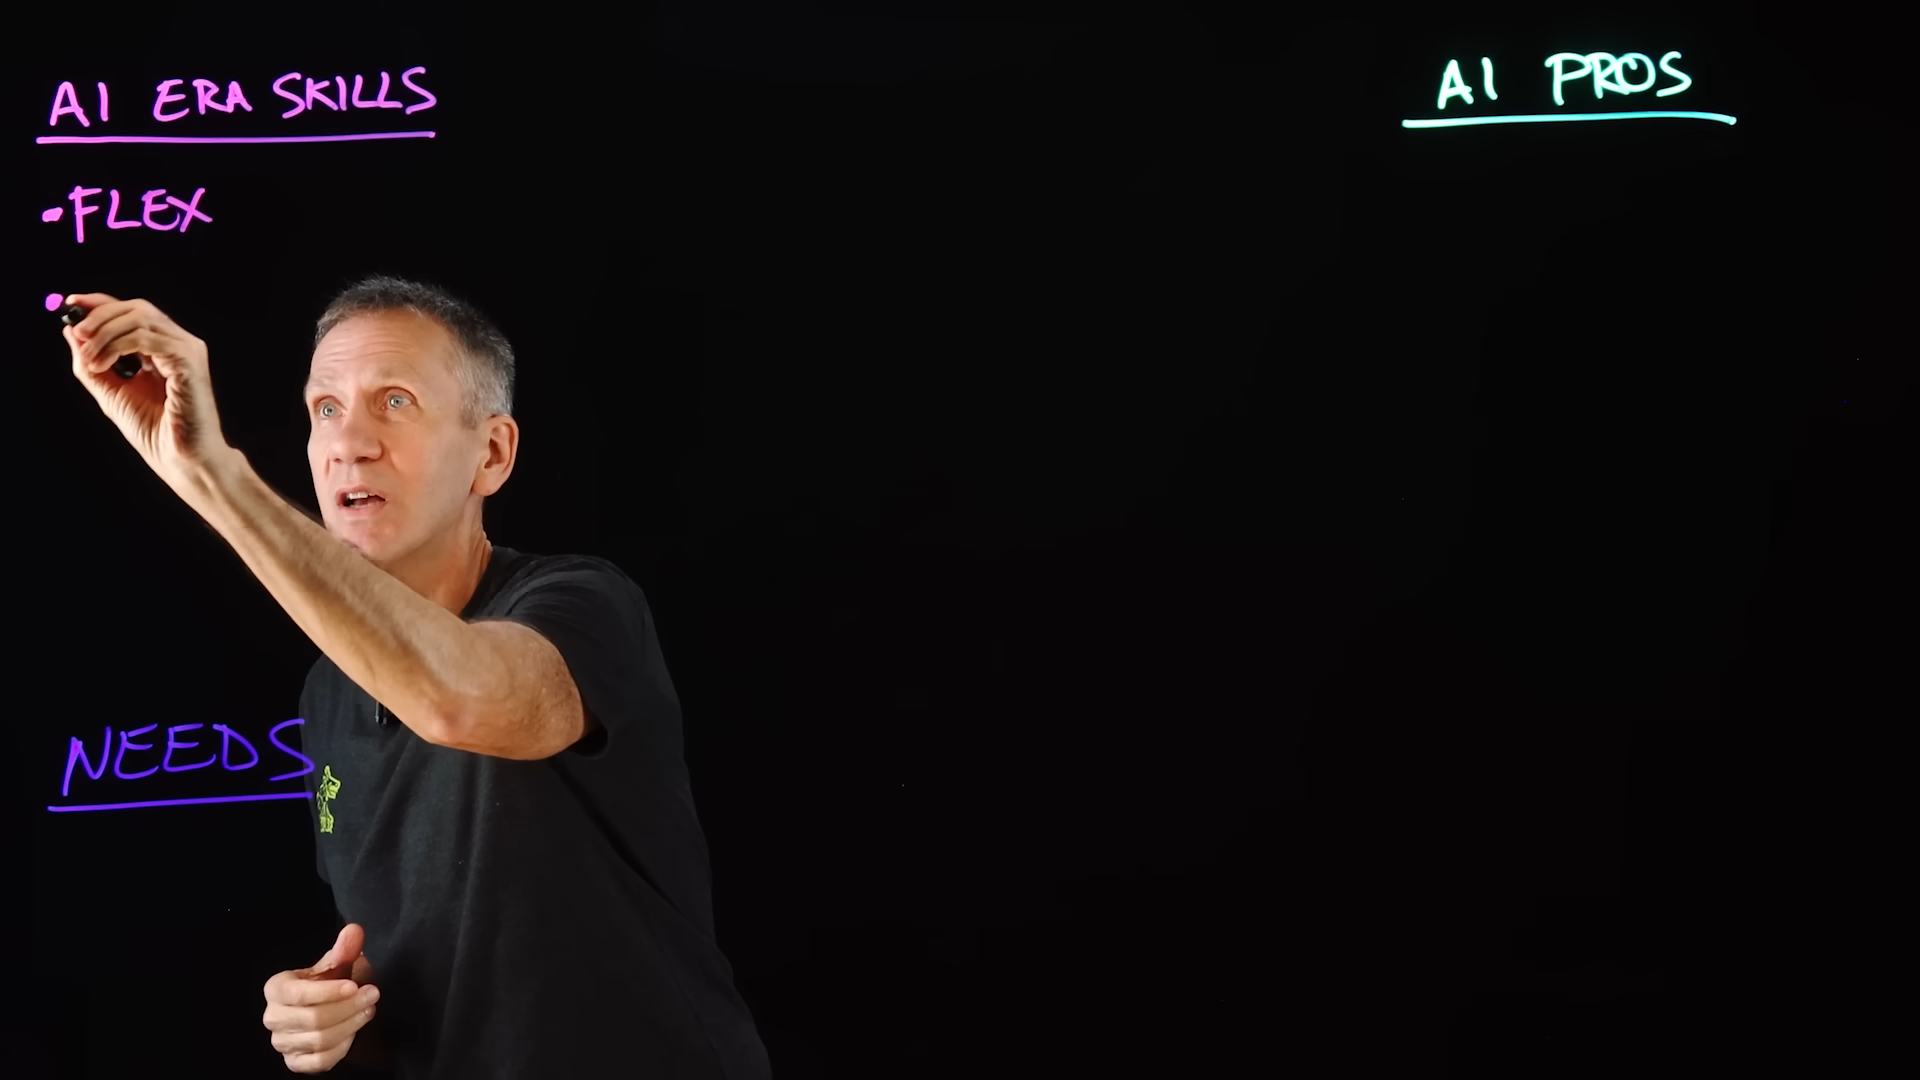 AI ERA SKILLS
• FLEX
•
NEEDS
AI PROS